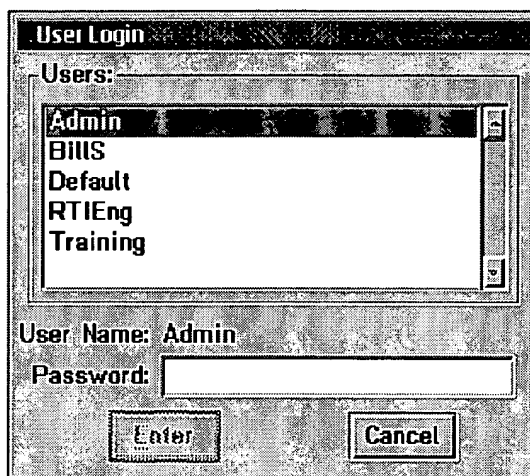 User Login
Users:
Admin
BillS
Default
RTIEng
Training
User Name: Admin
Password:
Enter Cancel